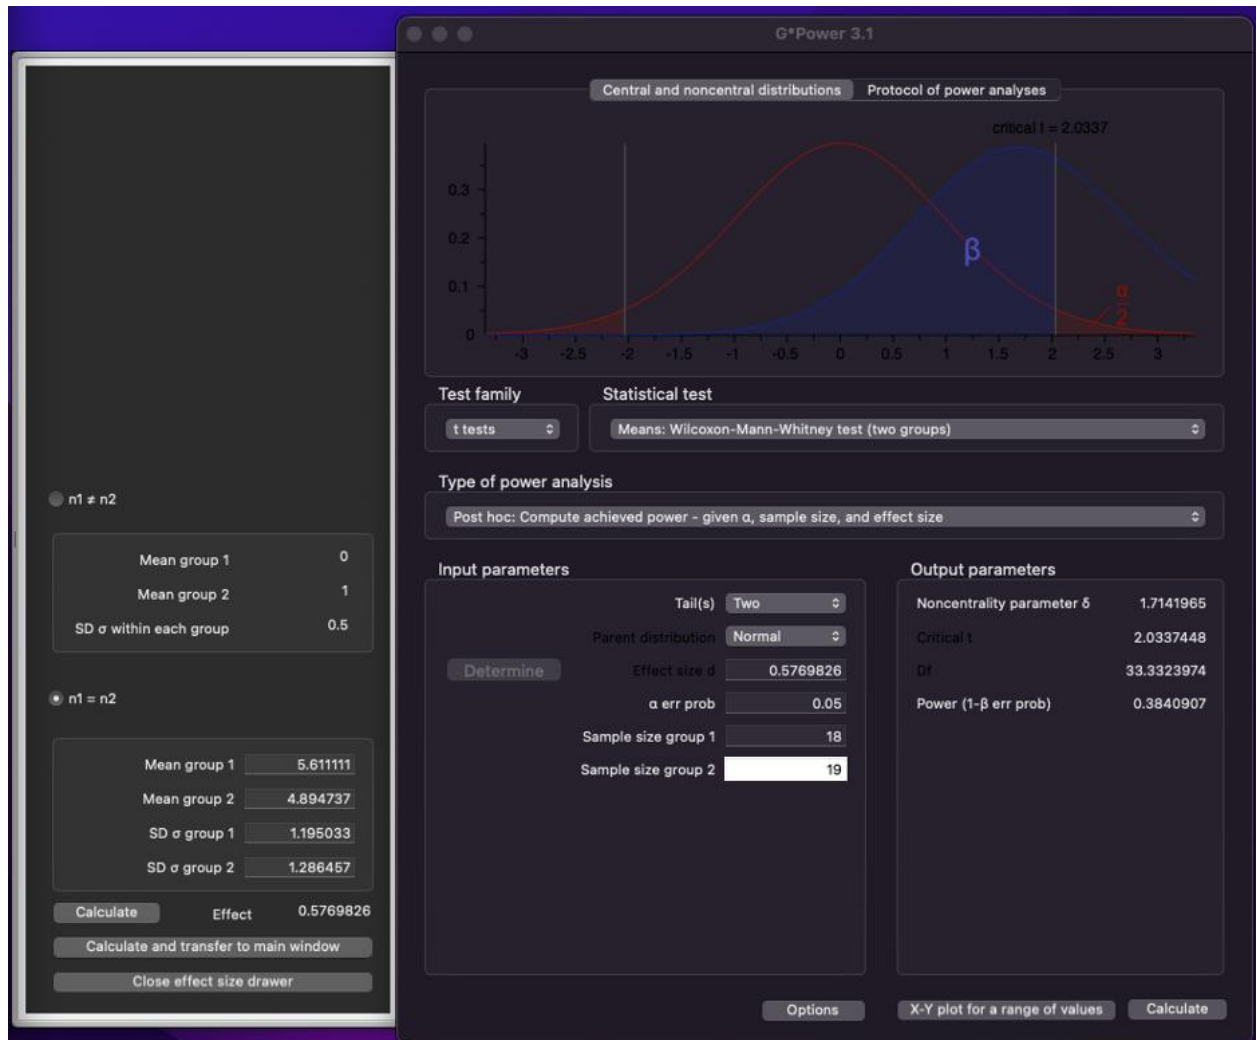 G*Power 3.1
Central and noncentral distributions Protocol of power analyses
critical t = 2.0337
0.3
0.2
0.1
0
β
α
2
-3 -2.5 -2 -1.5 -1 -0.5 0 0.5 1 1.5 2 2.5 3
Test family Statistical test
t tests Means: Wilcoxon-Mann-Whitney test (two groups)
Type of power analysis
Post hoc: Compute achieved power - given α, sample size, and effect size
Input parameters Output parameters
Tail(s) Two Noncentrality parameter δ 1.7141965
Parent distribution Normal Critical t 2.0337448
Determine Effect size d 0.5769826 Df 33.3323974
α err prob 0.05 Power (1-β err prob) 0.3840907
Sample size group 1 18
Sample size group 2 19
Options X-Y plot for a range of values Calculate
n1 ≠ n2
Mean group 1 0
Mean group 2 1
SD σ within each group 0.5
n1 = n2
Mean group 1 5.611111
Mean group 2 4.894737
SD σ group 1 1.195033
SD σ group 2 1.286457
Calculate Effect 0.5769826
Calculate and transfer to main window
Close effect size drawer